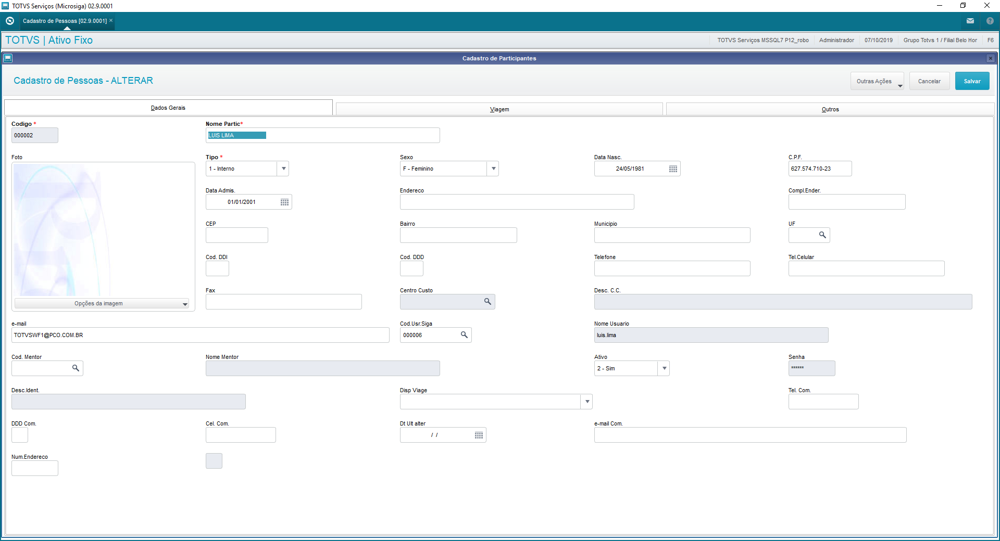 TOTVS Serviços (Microsiga) 02.9.0001
Cadastro de Pessoas [02.9.0001]
TOTVS | Ativo Fixo
TOTVS Serviços MSSQL7 P12_robo
Administrador
07/10/2019
Grupo Totvs 1 / Filial Belo Hor
F6
Cadastro de Participantes
Cadastro de Pessoas - ALTERAR
Outras Ações
Cancelar
Salvar
Dados Gerais
Viagem
Outros
Codigo *
Nome Partic*
000002
LUIS LIMA
Foto
Tipo *
Sexo
Data Nasc.
C.P.F.
1 - Interno
F - Feminino
24/05/1981
627.574.710-23
Data Admis.
Endereco
Compl.Ender.
01/01/2001
CEP
Bairro
Municipio
UF
Cod. DDI
Cod. DDD
Telefone
Tel.Celular
Fax
Centro Custo
Desc. C.C.
Opções da imagem
e-mail
Cod.Usr.Siga
Nome Usuario
TOTVSWF1@PCO.COM.BR
000006
luis.lima
Cod. Mentor
Nome Mentor
Ativo
Senha
2 - Sim
******
Desc.Ident.
Disp Viage
Tel. Com.
DDD Com.
Cel. Com.
Dt Ult alter
e-mail Com.
/ /
Num.Endereco